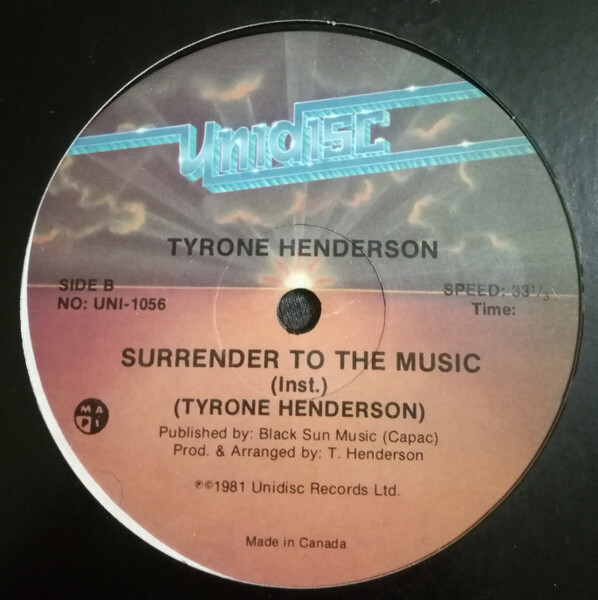 unidisc
TYRONE HENDERSON
SIDE B
NO: UNI-1056
SPEED: 33⅓
Time:
SURRENDER TO THE MUSIC
(Inst.)
(TYRONE HENDERSON)
MAPI
Published by: Black Sun Music (Capac)
Prod. & Arranged by: T. Henderson
℗©1981 Unidisc Records Ltd.
Made in Canada